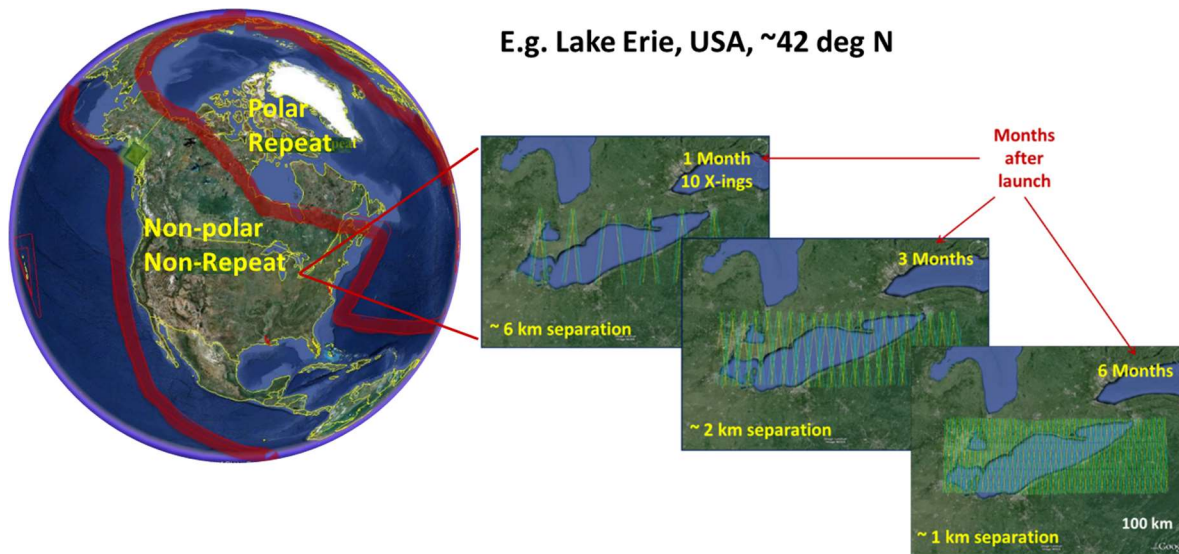 E.g. Lake Erie, USA, ~42 deg N
Polar
Repeat
Non-polar
Non-Repeat
1 Month
10 X-ings
~ 6 km separation
Months
after
launch
3 Months
~ 2 km separation
6 Months
~ 1 km separation
100 km